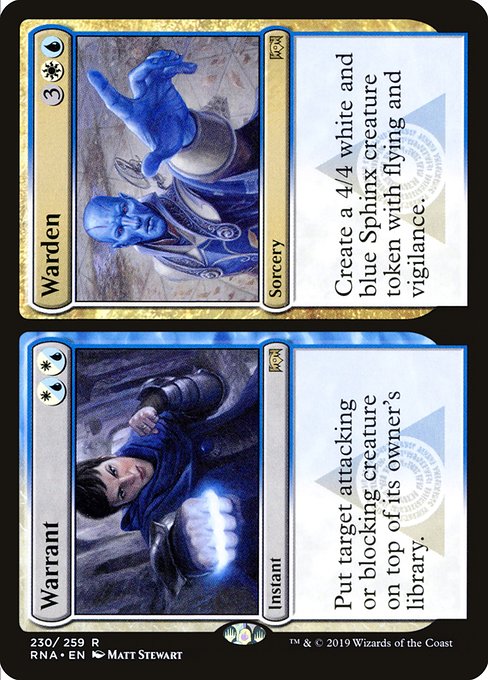 Warrant
Instant
Put target attacking
or blocking creature
on top of its owner's
library.
Warden
3
Sorcery
Create a 4/4 white and
blue Sphinx creature
token with flying and
vigilance.
230/259 R
RNA • EN Matt Stewart
™ & © 2019 Wizards of the Coast